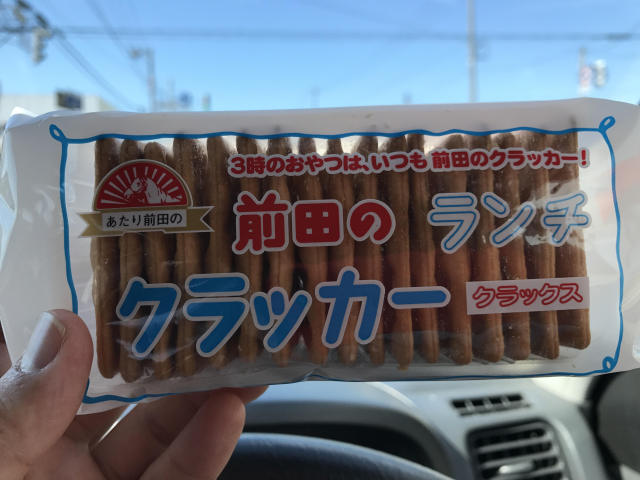 3時のおやつは、いつも 前田のクラッカー!
あたり前田の
前田の
ランチ
クラッカー
クラックス